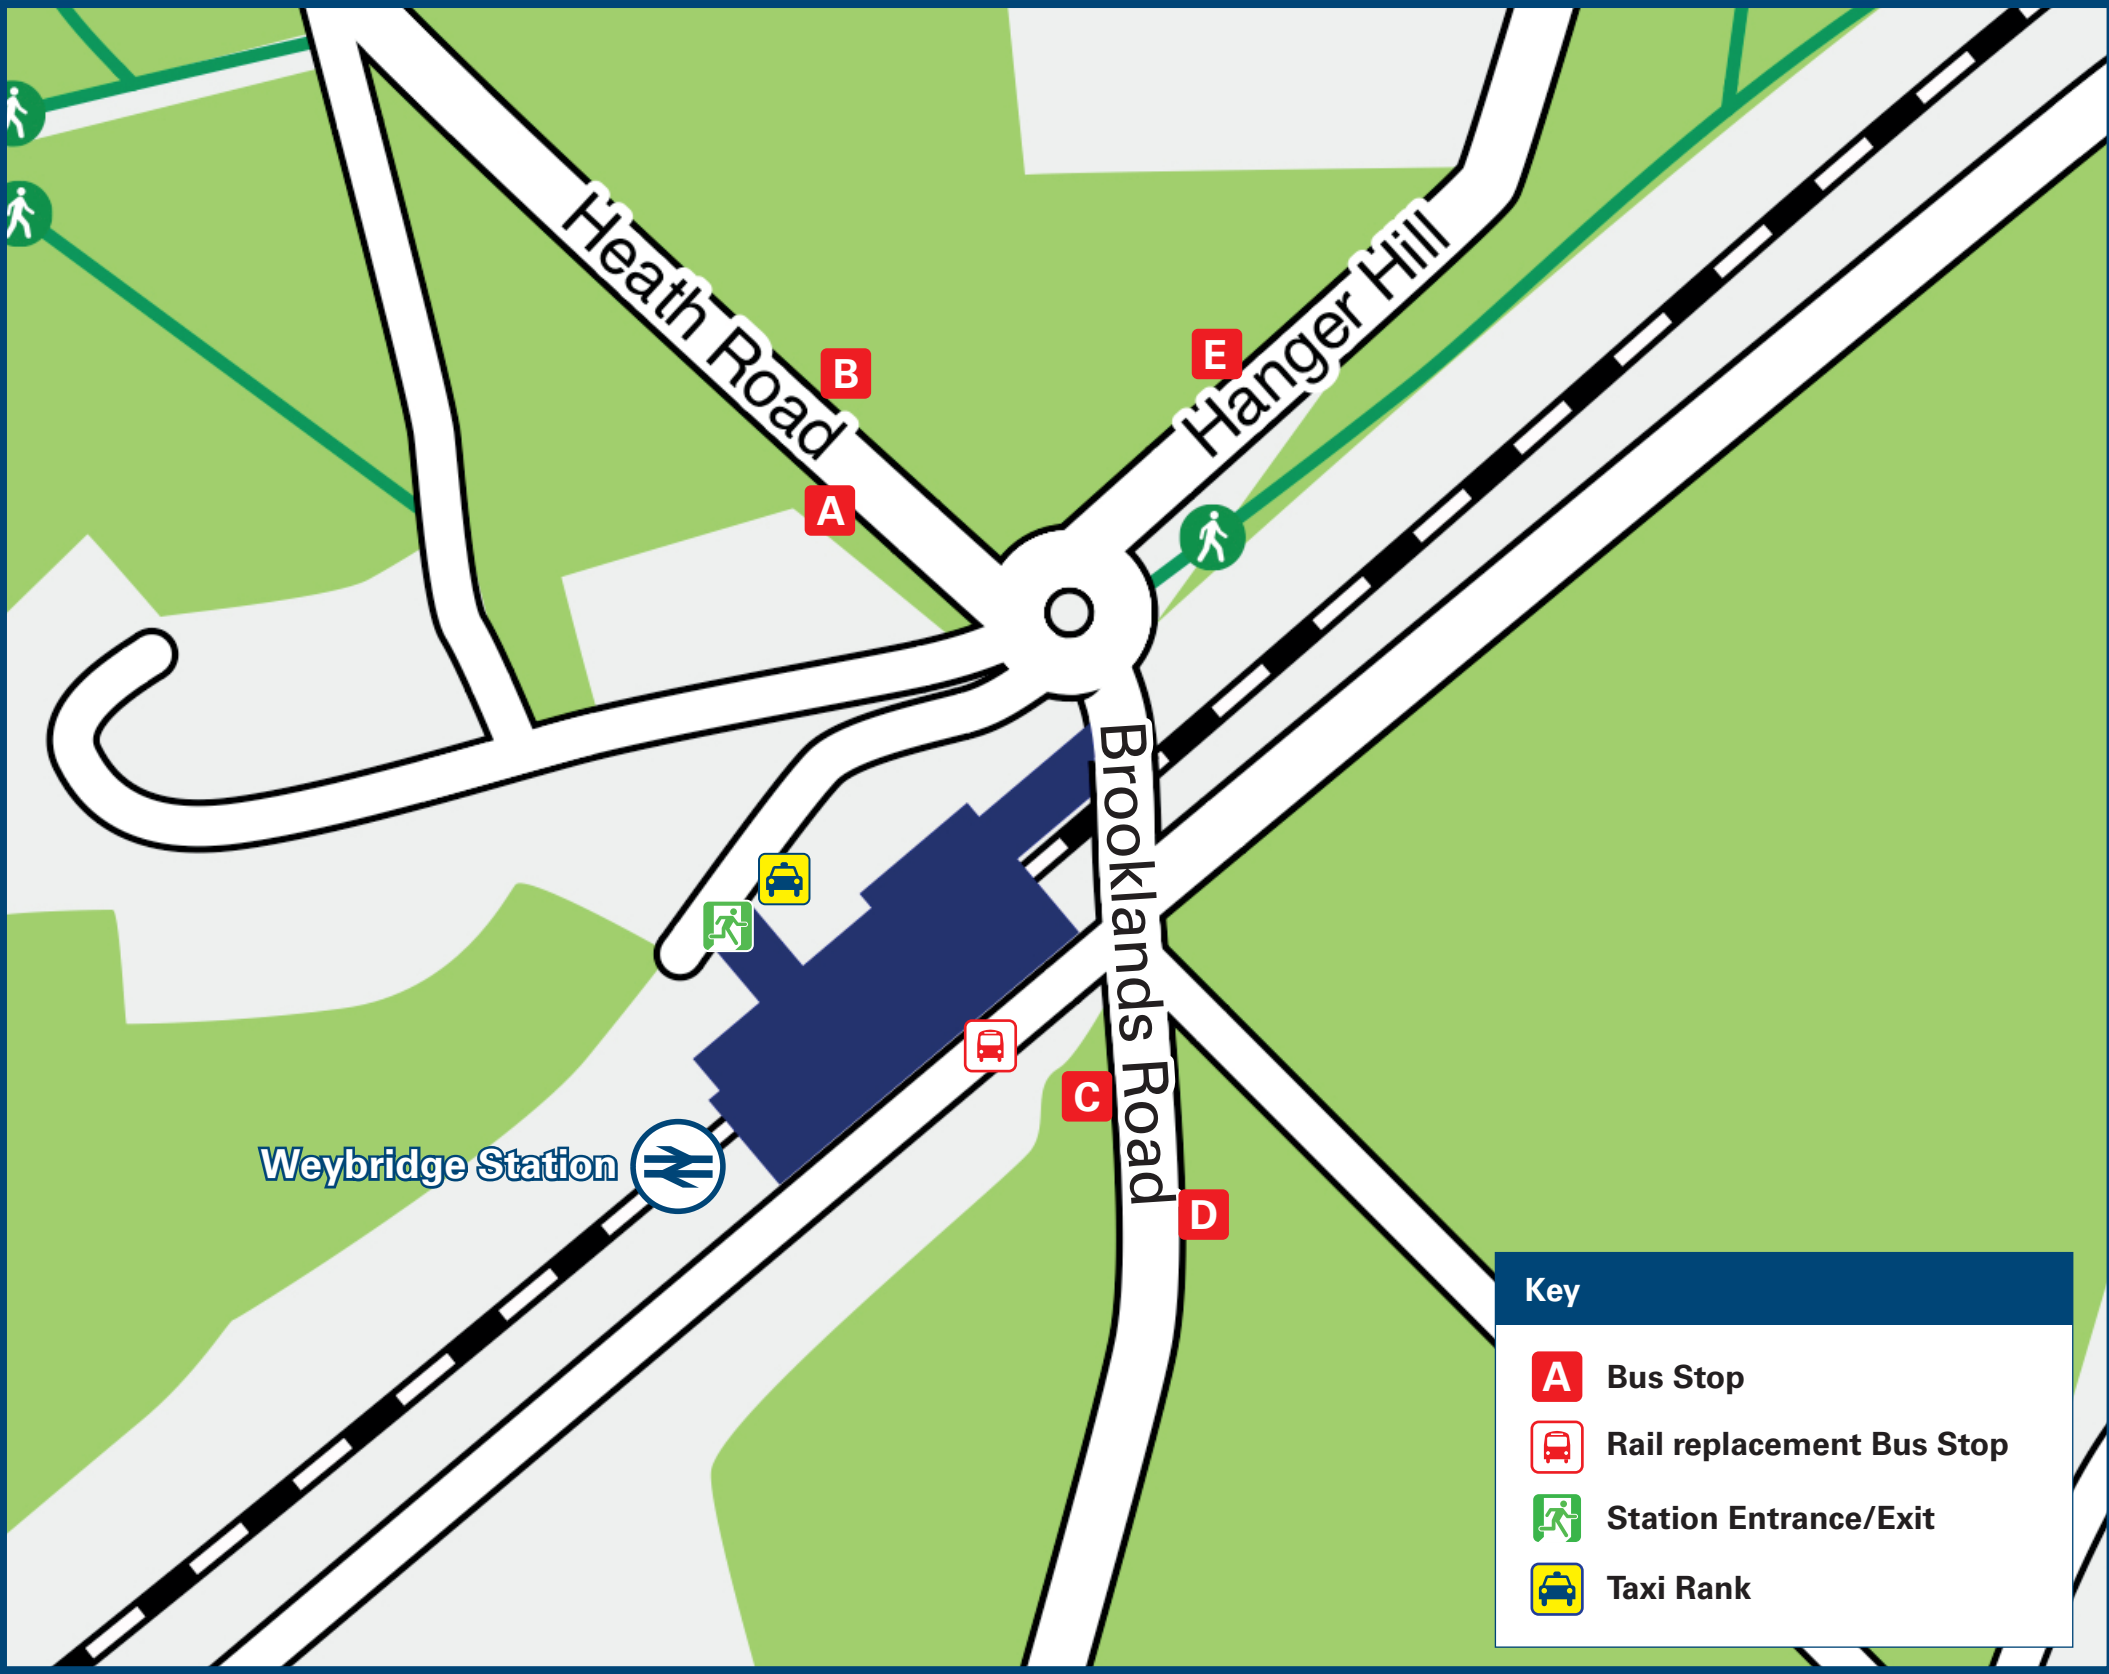 Heath Road
Hanger Hill
B
E
A
Brooklands Road
C
D
Weybridge Station
Key
A Bus Stop
Rail replacement Bus Stop
Station Entrance/Exit
Taxi Rank